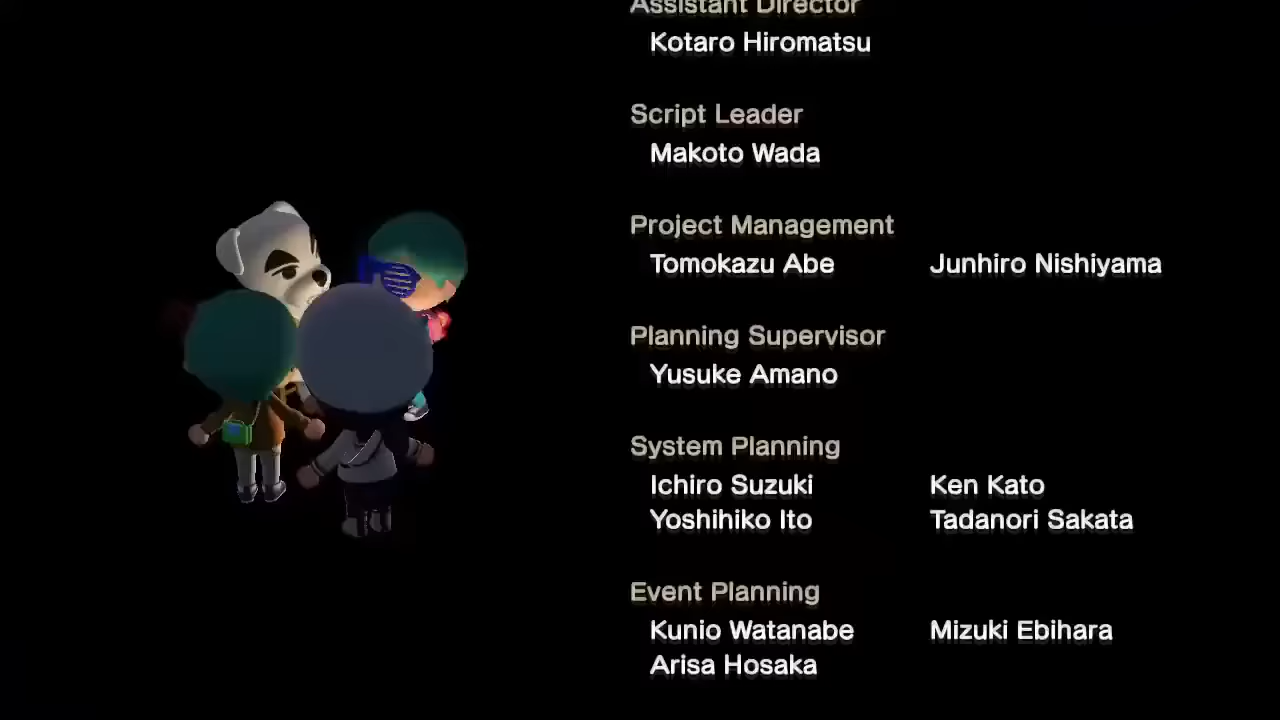 Assistant Director
Kotaro Hiromatsu
Script Leader
Makoto Wada
Project Management
Tomokazu Abe Junhiro Nishiyama
Planning Supervisor
Yusuke Amano
System Planning
Ichiro Suzuki Ken Kato
Yoshihiko Ito Tadanori Sakata
Event Planning
Kunio Watanabe Mizuki Ebihara
Arisa Hosaka